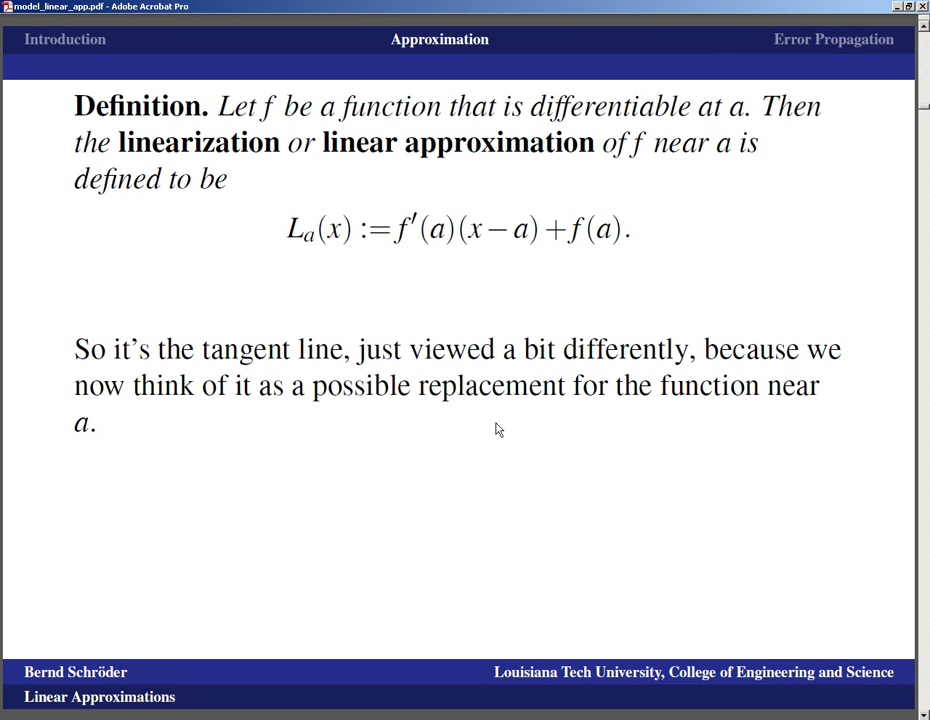 model_linear_app.pdf - Adobe Acrobat Pro
Introduction Approximation Error Propagation
Definition. Let f be a function that is differentiable at a. Then
the linearization or linear approximation of f near a is
defined to be
Lₐ(x) := f′(a)(x − a) + f(a).
So it's the tangent line, just viewed a bit differently, because we
now think of it as a possible replacement for the function near
a.
Bernd Schröder Louisiana Tech University, College of Engineering and Science
Linear Approximations